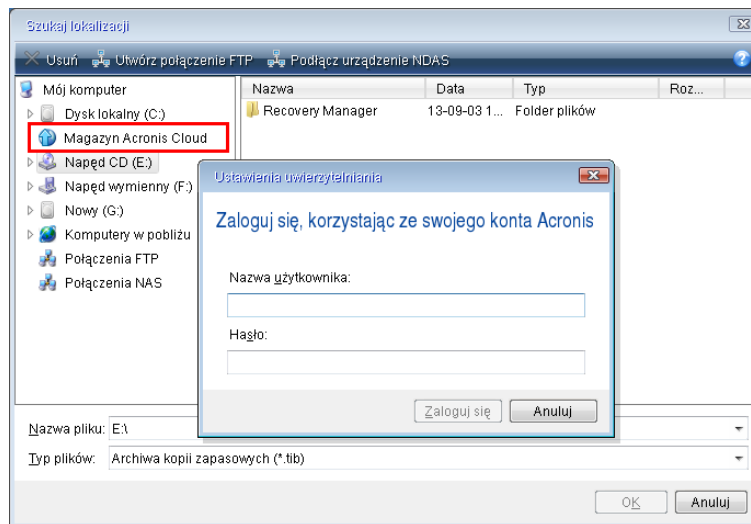 Szukaj lokalizacji
Usuń Utwórz połączenie FTP Podłącz urządzenie NDAS
Mój komputer
Dysk lokalny (C:)
Magazyn Acronis Cloud
Napęd CD (E:)
Napęd wymienny (F:)
Nowy (G:)
Komputery w pobliżu
Połączenia FTP
Połączenia NAS
Nazwa Data Typ Roz...
Recovery Manager 13-09-03 1... Folder plików
Ustawienia uwierzytelniania
Zaloguj się, korzystając ze swojego konta Acronis
Nazwa użytkownika:
Hasło:
Zaloguj się Anuluj
Nazwa pliku: E:\
Typ plików: Archiwa kopii zapasowych (*.tib)
OK Anuluj